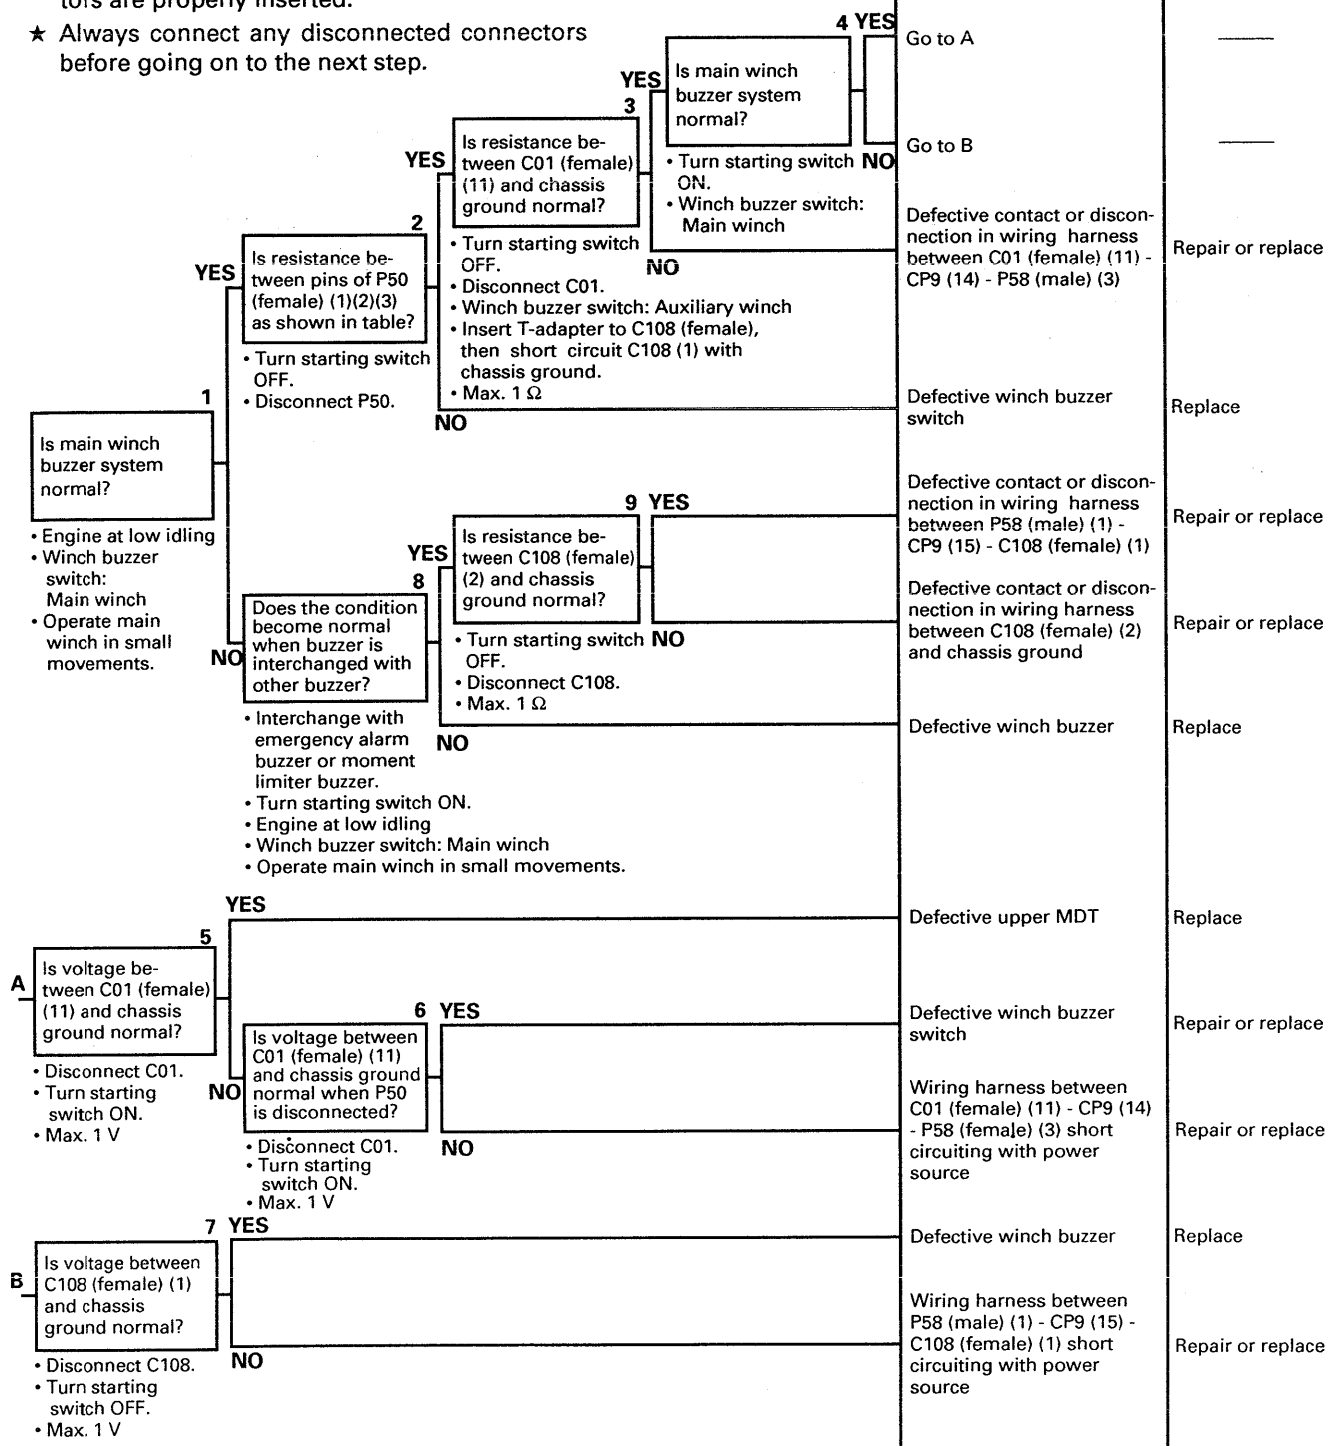 tors are properly inserted.
★ Always connect any disconnected connectors
before going on to the next step.
1
Is main winch
buzzer system
normal?
• Engine at low idling
• Winch buzzer
switch:
Main winch
• Operate main
winch in small
movements.
YES
NO
2
Is resistance be-
tween pins of P50
(female) (1)(2)(3)
as shown in table?
• Turn starting switch
OFF.
• Disconnect P50.
YES
NO
3
Is resistance be-
tween C01 (female)
(11) and chassis
ground normal?
• Turn starting switch
OFF.
• Disconnect C01.
• Winch buzzer switch: Auxiliary winch
• Insert T-adapter to C108 (female),
then short circuit C108 (1) with
chassis ground.
• Max. 1 Ω
YES
NO
4
Is main winch
buzzer system
normal?
• Turn starting switch
ON.
• Winch buzzer switch:
Main winch
YES
NO
Go to A
Go to B
Defective contact or discon-
nection in wiring harness
between C01 (female) (11) -
CP9 (14) - P58 (male) (3)
Repair or replace
Defective winch buzzer
switch
Replace
8
Does the condition
become normal
when buzzer is
interchanged with
other buzzer?
• Interchange with
emergency alarm
buzzer or moment
limiter buzzer.
• Turn starting switch ON.
• Engine at low idling
• Winch buzzer switch: Main winch
• Operate main winch in small movements.
YES
NO
9
Is resistance be-
tween C108 (female)
(2) and chassis
ground normal?
• Turn starting switch
OFF.
• Disconnect C108.
• Max. 1 Ω
YES
NO
Defective contact or discon-
nection in wiring harness
between P58 (male) (1) -
CP9 (15) - C108 (female) (1)
Repair or replace
Defective contact or discon-
nection in wiring harness
between C108 (female) (2)
and chassis ground
Repair or replace
Defective winch buzzer
Replace
A
5
Is voltage be-
tween C01 (female)
(11) and chassis
ground normal?
• Disconnect C01.
• Turn starting
switch ON.
• Max. 1 V
YES
NO
Defective upper MDT
Replace
6
Is voltage between
C01 (female) (11)
and chassis ground
normal when P50
is disconnected?
• Disconnect C01.
• Turn starting
switch ON.
• Max. 1 V
YES
NO
Defective winch buzzer
switch
Repair or replace
Wiring harness between
C01 (female) (11) - CP9 (14)
- P58 (female) (3) short
circuiting with power
source
Repair or replace
B
7
Is voltage between
C108 (female) (1)
and chassis
ground normal?
• Disconnect C108.
• Turn starting
switch OFF.
• Max. 1 V
YES
NO
Defective winch buzzer
Replace
Wiring harness between
P58 (male) (1) - CP9 (15) -
C108 (female) (1) short
circuiting with power
source
Repair or replace